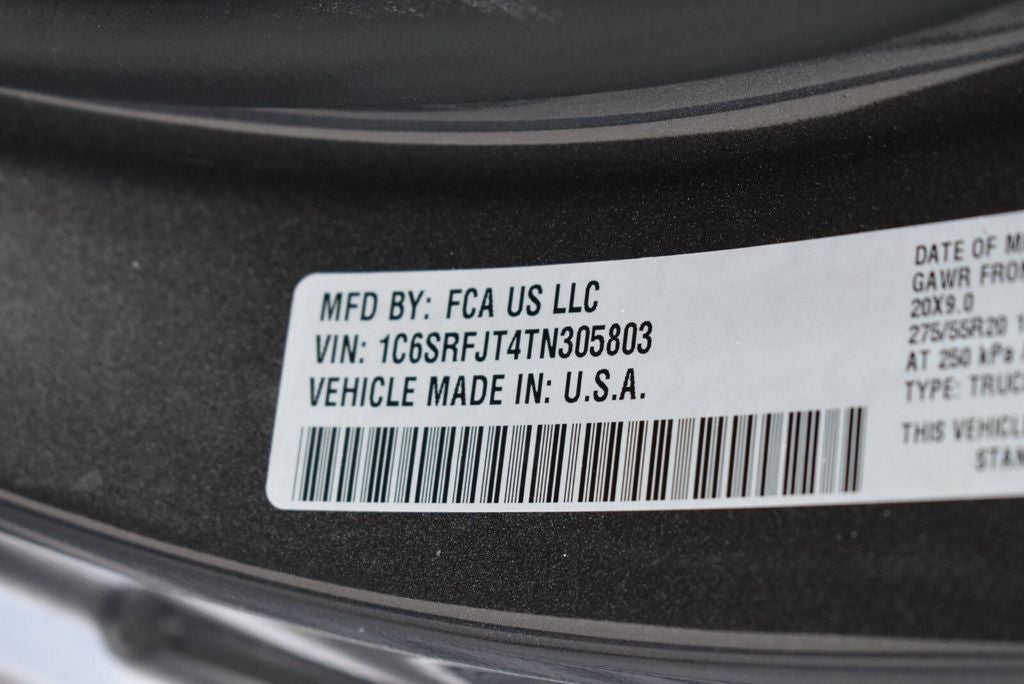 MFD BY: FCA US LLC
VIN: 1C6SRFJT4TN305803
VEHICLE MADE IN: U.S.A.
DATE OF
GAWR
20X9.0
275/55R20
AT 250 kPa
TYPE:
THIS